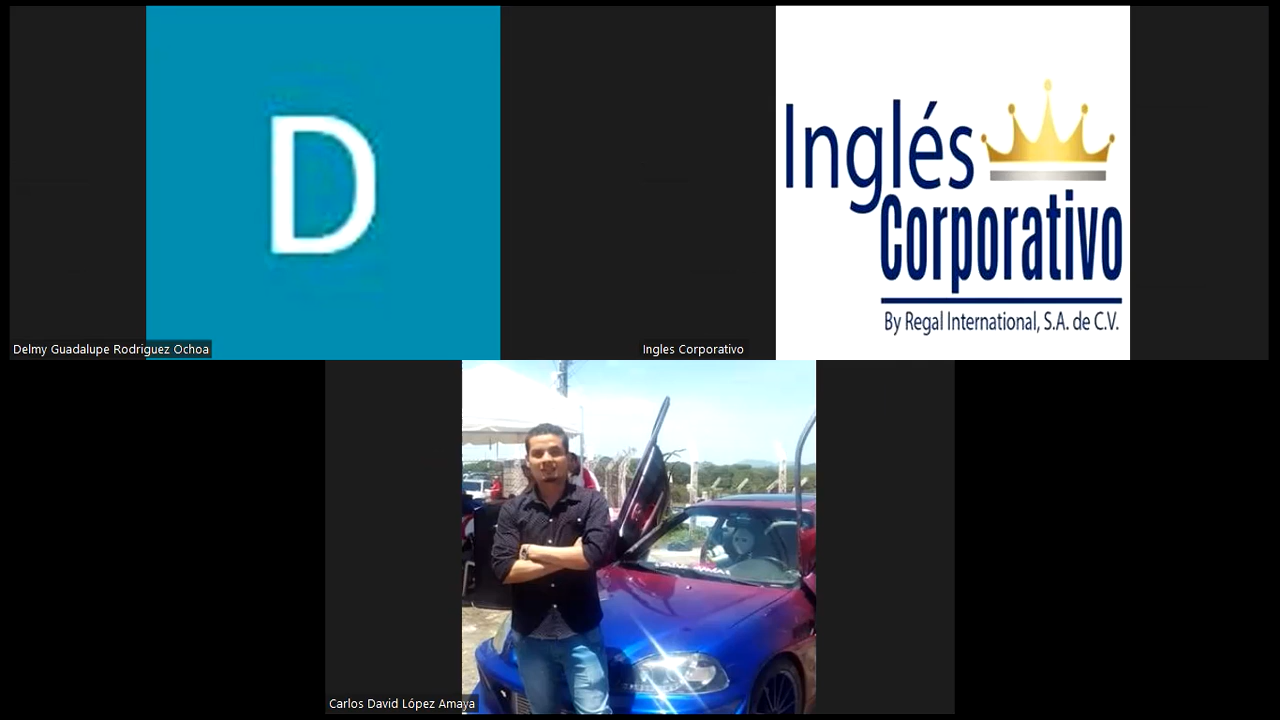 D
Delmy Guadalupe Rodriguez Ochoa
Inglés
Corporativo
By Regal International, S.A. de C.V.
Ingles Corporativo
Carlos David López Amaya